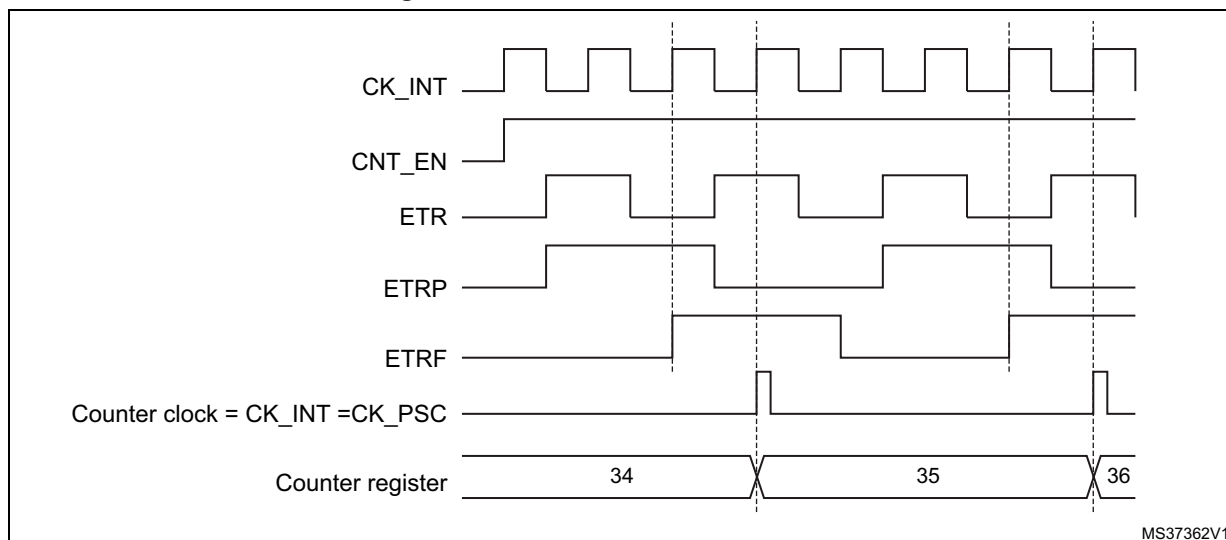 CK_INT
CNT_EN
ETR
ETRP
ETRF
Counter clock = CK_INT =CK_PSC
Counter register 34 35 36
MS37362V1